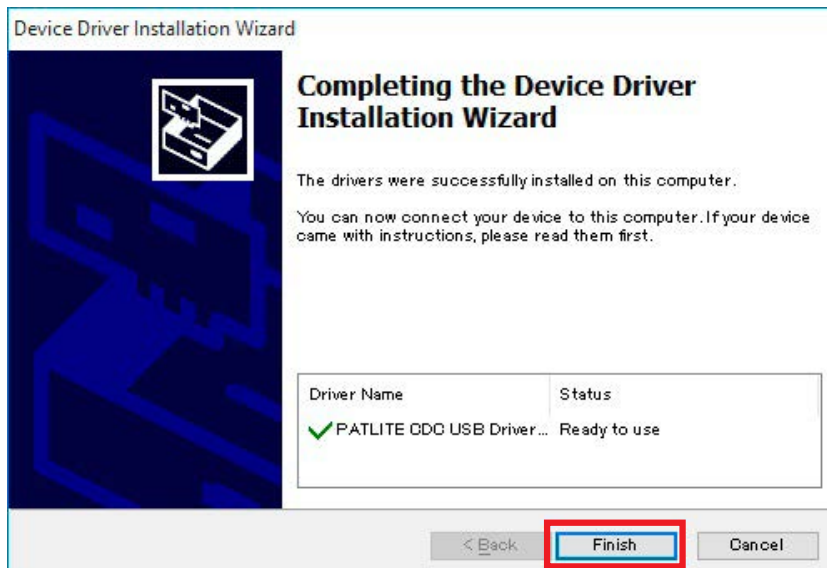 Device Driver Installation Wizard
Completing the Device Driver
Installation Wizard
The drivers were successfully installed on this computer.
You can now connect your device to this computer. If your device
came with instructions, please read them first.
Driver Name Status
PATLITE CDC USB Driver... Ready to use
< Back Finish Cancel